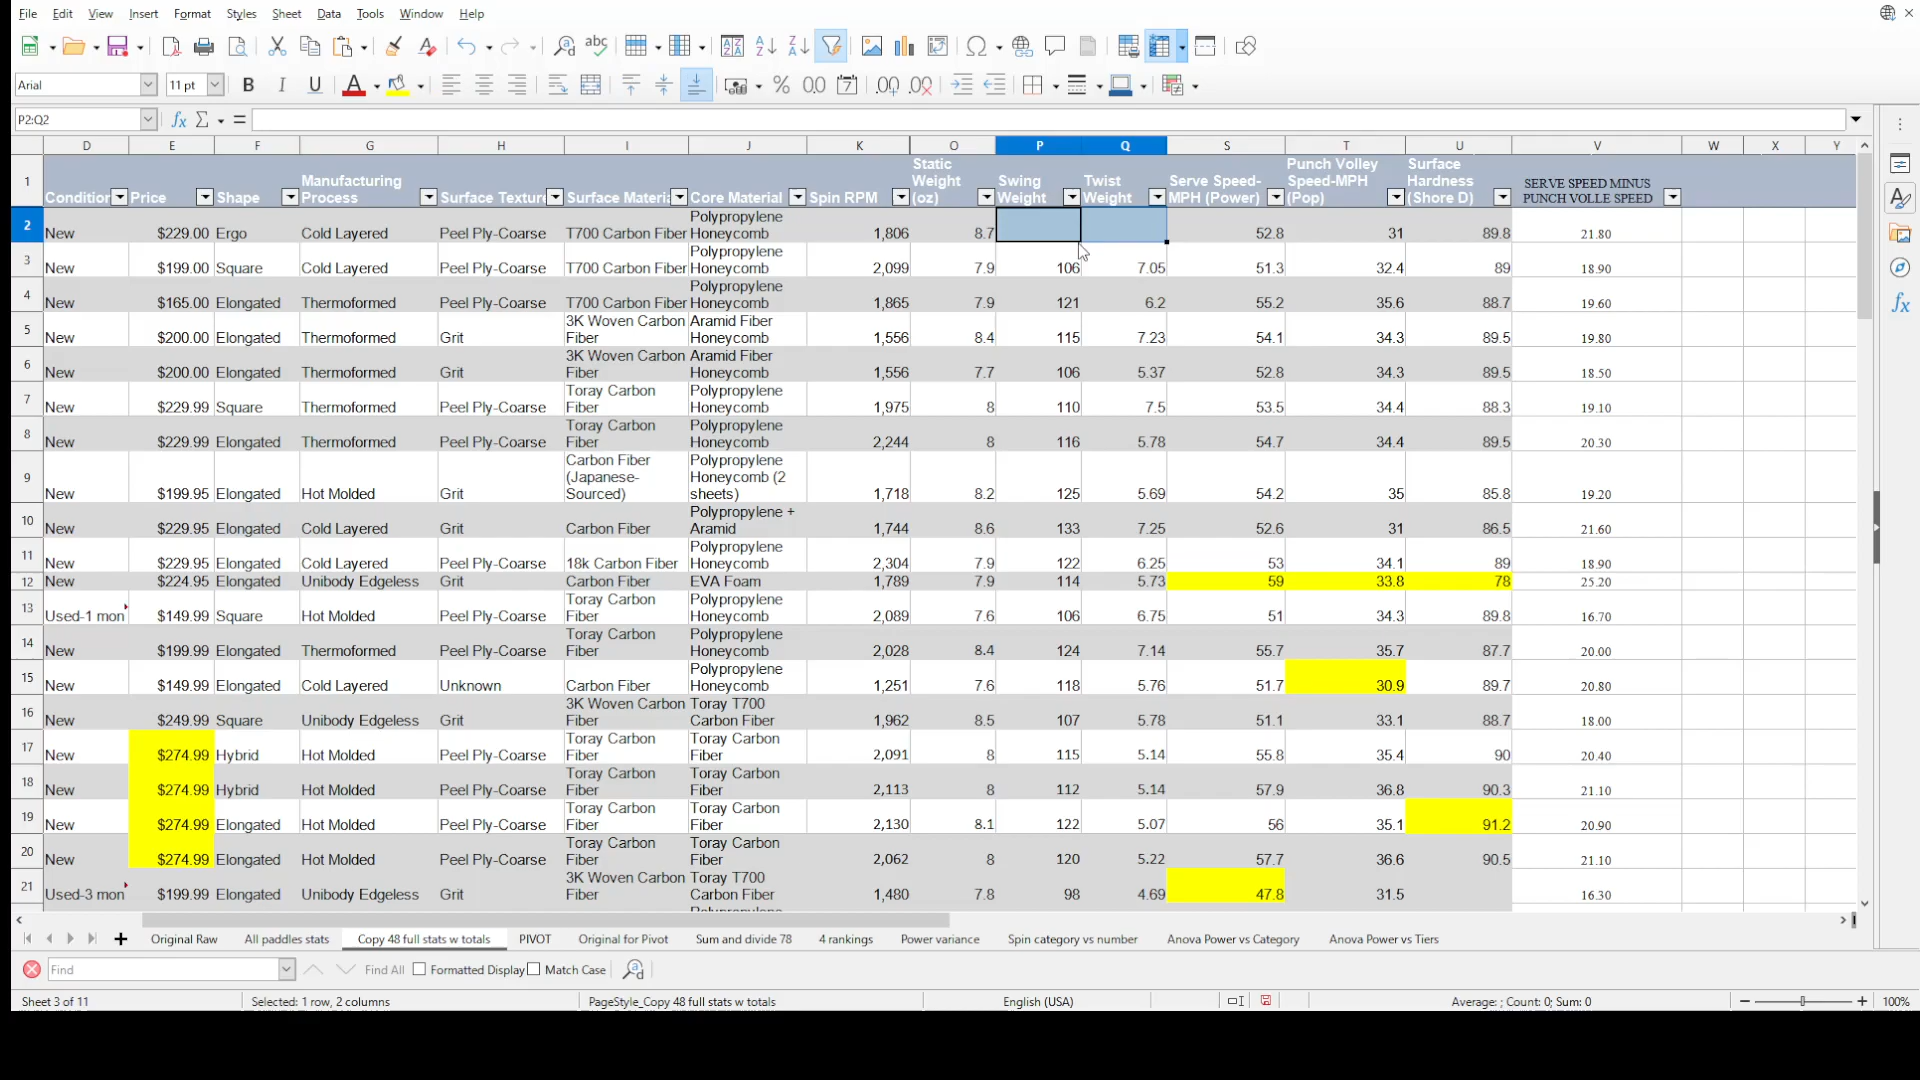 File Edit View Insert Format Styles Sheet Data Tools Window Help
Arial 11 pt B I U
P2:Q2
D E F G H I J K O P Q S T U V W X Y
1 Condition Price Shape Manufacturing Process Surface Texture Surface Materia Core Material Spin RPM Static Weight (oz) Swing Weight Twist Weight Serve Speed-MPH (Power) Punch Volley Speed-MPH (Pop) Surface Hardness (Shore D) SERVE SPEED MINUS PUNCH VOLLE SPEED
2 New $229.00 Ergo Cold Layered Peel Ply-Coarse T700 Carbon Fiber Polypropylene Honeycomb 1,806 8.7 52.8 31 89.8 21.80
3 New $199.00 Square Cold Layered Peel Ply-Coarse T700 Carbon Fiber Polypropylene Honeycomb 2,099 7.9 106 7.05 51.3 32.4 89 18.90
4 New $165.00 Elongated Thermoformed Peel Ply-Coarse T700 Carbon Fiber Polypropylene Honeycomb 1,865 7.9 121 6.2 55.2 35.6 88.7 19.60
5 New $200.00 Elongated Thermoformed Grit 3K Woven Carbon Fiber Aramid Fiber Honeycomb 1,556 8.4 115 7.23 54.1 34.3 89.5 19.80
6 New $200.00 Elongated Thermoformed Grit 3K Woven Carbon Fiber Aramid Fiber Honeycomb 1,556 7.7 106 5.37 52.8 34.3 89.5 18.50
7 New $229.99 Square Thermoformed Peel Ply-Coarse Toray Carbon Fiber Polypropylene Honeycomb 1,975 8 110 7.5 53.5 34.4 88.3 19.10
8 New $229.99 Elongated Thermoformed Peel Ply-Coarse Toray Carbon Fiber Polypropylene Honeycomb 2,244 8 116 5.78 54.7 34.4 89.5 20.30
9 New $199.95 Elongated Hot Molded Grit Carbon Fiber (Japanese-Sourced) Polypropylene Honeycomb (2 sheets) 1,718 8.2 125 5.69 54.2 35 85.8 19.20
10 New $229.95 Elongated Cold Layered Grit Carbon Fiber Polypropylene + Aramid 1,744 8.6 133 7.25 52.6 31 86.5 21.60
11 New $229.95 Elongated Cold Layered Peel Ply-Coarse 18k Carbon Fiber Polypropylene Honeycomb 2,304 7.9 122 6.25 53 34.1 89 18.90
12 New $224.95 Elongated Unibody Edgeless Grit Carbon Fiber EVA Foam 1,789 7.9 114 5.73 59 33.8 78 25.20
13 Used-1 mon $149.99 Square Hot Molded Peel Ply-Coarse Toray Carbon Fiber Polypropylene Honeycomb 2,089 7.6 106 6.75 51 34.3 89.8 16.70
14 New $199.99 Elongated Thermoformed Peel Ply-Coarse Toray Carbon Fiber Polypropylene Honeycomb 2,028 8.4 124 7.14 55.7 35.7 87.7 20.00
15 New $149.99 Elongated Cold Layered Unknown Carbon Fiber Polypropylene Honeycomb 1,251 7.6 118 5.76 51.7 30.9 89.7 20.80
16 New $249.99 Square Unibody Edgeless Grit 3K Woven Carbon Fiber Toray T700 Carbon Fiber 1,962 8.5 107 5.78 51.1 33.1 88.7 18.00
17 New $274.99 Hybrid Hot Molded Peel Ply-Coarse Toray Carbon Fiber Toray Carbon Fiber 2,091 8 115 5.14 55.8 35.4 90 20.40
18 New $274.99 Hybrid Hot Molded Peel Ply-Coarse Toray Carbon Fiber Toray Carbon Fiber 2,113 8 112 5.14 57.9 36.8 90.3 21.10
19 New $274.99 Elongated Hot Molded Peel Ply-Coarse Toray Carbon Fiber Toray Carbon Fiber 2,130 8.1 122 5.07 56 35.1 91.2 20.90
20 New $274.99 Elongated Hot Molded Peel Ply-Coarse Toray Carbon Fiber Toray Carbon Fiber 2,062 8 120 5.22 57.7 36.6 90.5 21.10
21 Used-3 mon $199.99 Elongated Unibody Edgeless Grit 3K Woven Carbon Fiber Toray T700 Carbon Fiber 1,480 7.8 98 4.69 47.8 31.5 16.30
Original Raw All paddles stats Copy 48 full stats w totals PIVOT Original for Pivot Sum and divide 78 4 rankings Power variance Spin category vs number Anova Power vs Category Anova Power vs Tiers
Find Find All Formatted Display Match Case
Sheet 3 of 11 Selected: 1 row, 2 columns PageStyle_Copy 48 full stats w totals English (USA) Average: ; Count: 0; Sum: 0 100%